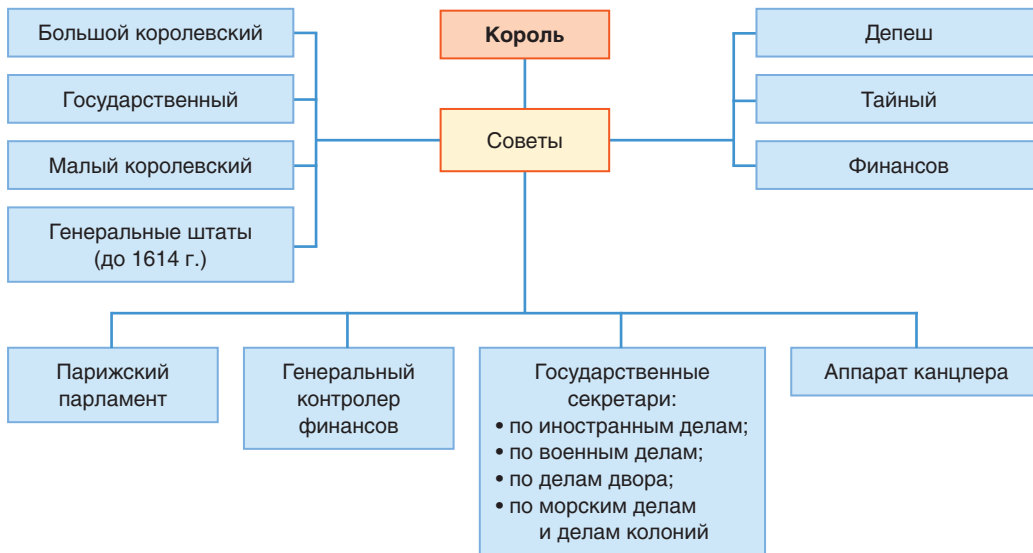 Король
Советы
Большой королевский
Государственный
Малый королевский
Генеральные штаты
(до 1614 г.)
Депеш
Тайный
Финансов
Парижский
парламент
Генеральный
контролер
финансов
Государственные
секретари:
• по иностранным делам;
• по военным делам;
• по делам двора;
• по морским делам
и делам колоний
Аппарат канцлера